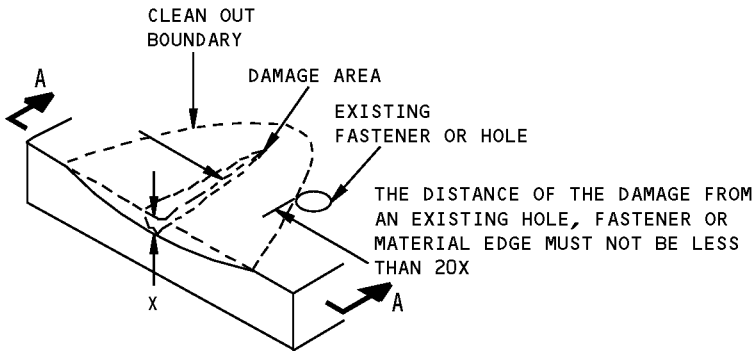 CLEAN OUT
BOUNDARY
A
DAMAGE AREA
EXISTING
FASTENER OR HOLE
THE DISTANCE OF THE DAMAGE FROM
AN EXISTING HOLE, FASTENER OR
MATERIAL EDGE MUST NOT BE LESS
THAN 20X
X
A